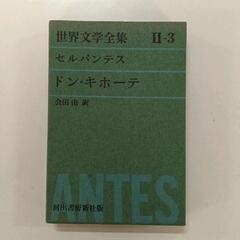 世界文学全集 II-3
セルバンテス
ドン・キホーテ
会田由 訳
ANTES
河出書房新社版